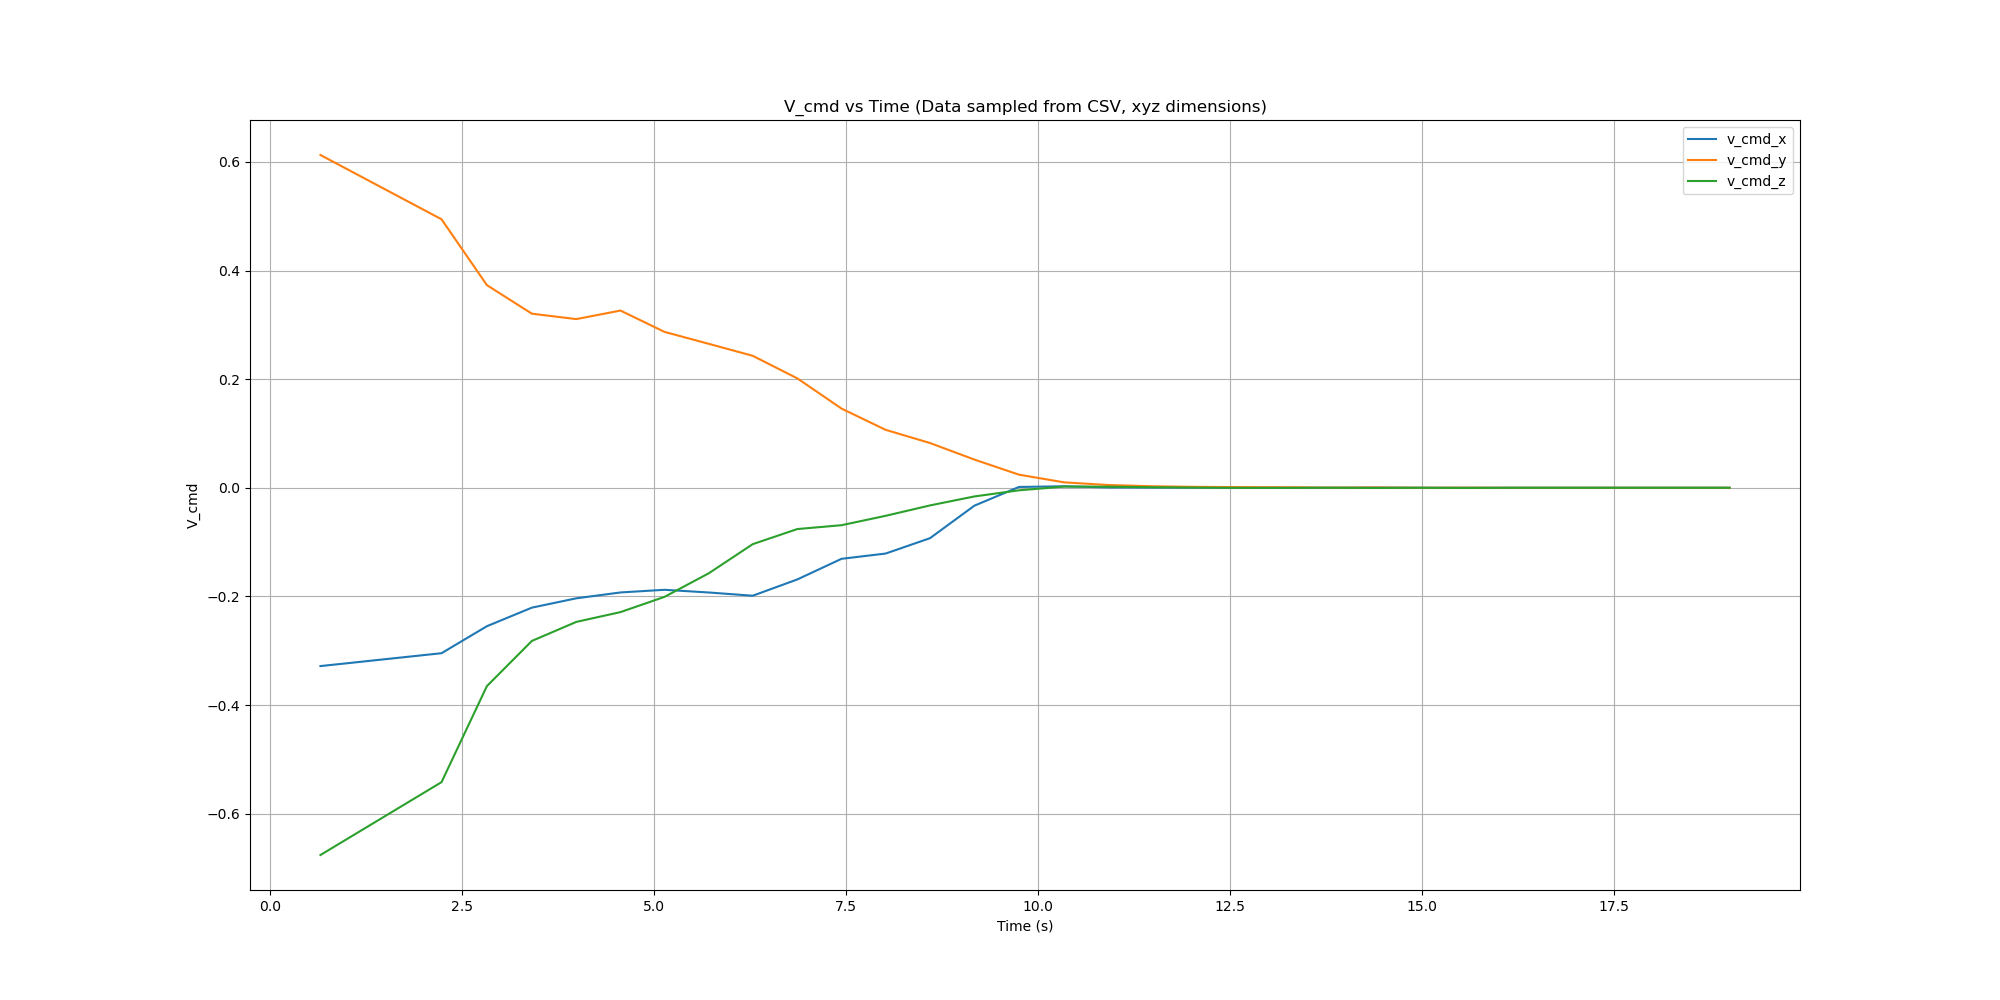 V_cmd vs Time (Data sampled from CSV, xyz dimensions)
v_cmd_x
v_cmd_y
v_cmd_z
0.6
0.4
0.2
0.0
−0.2
−0.4
−0.6
V_cmd
0.0 2.5 5.0 7.5 10.0 12.5 15.0 17.5
Time (s)